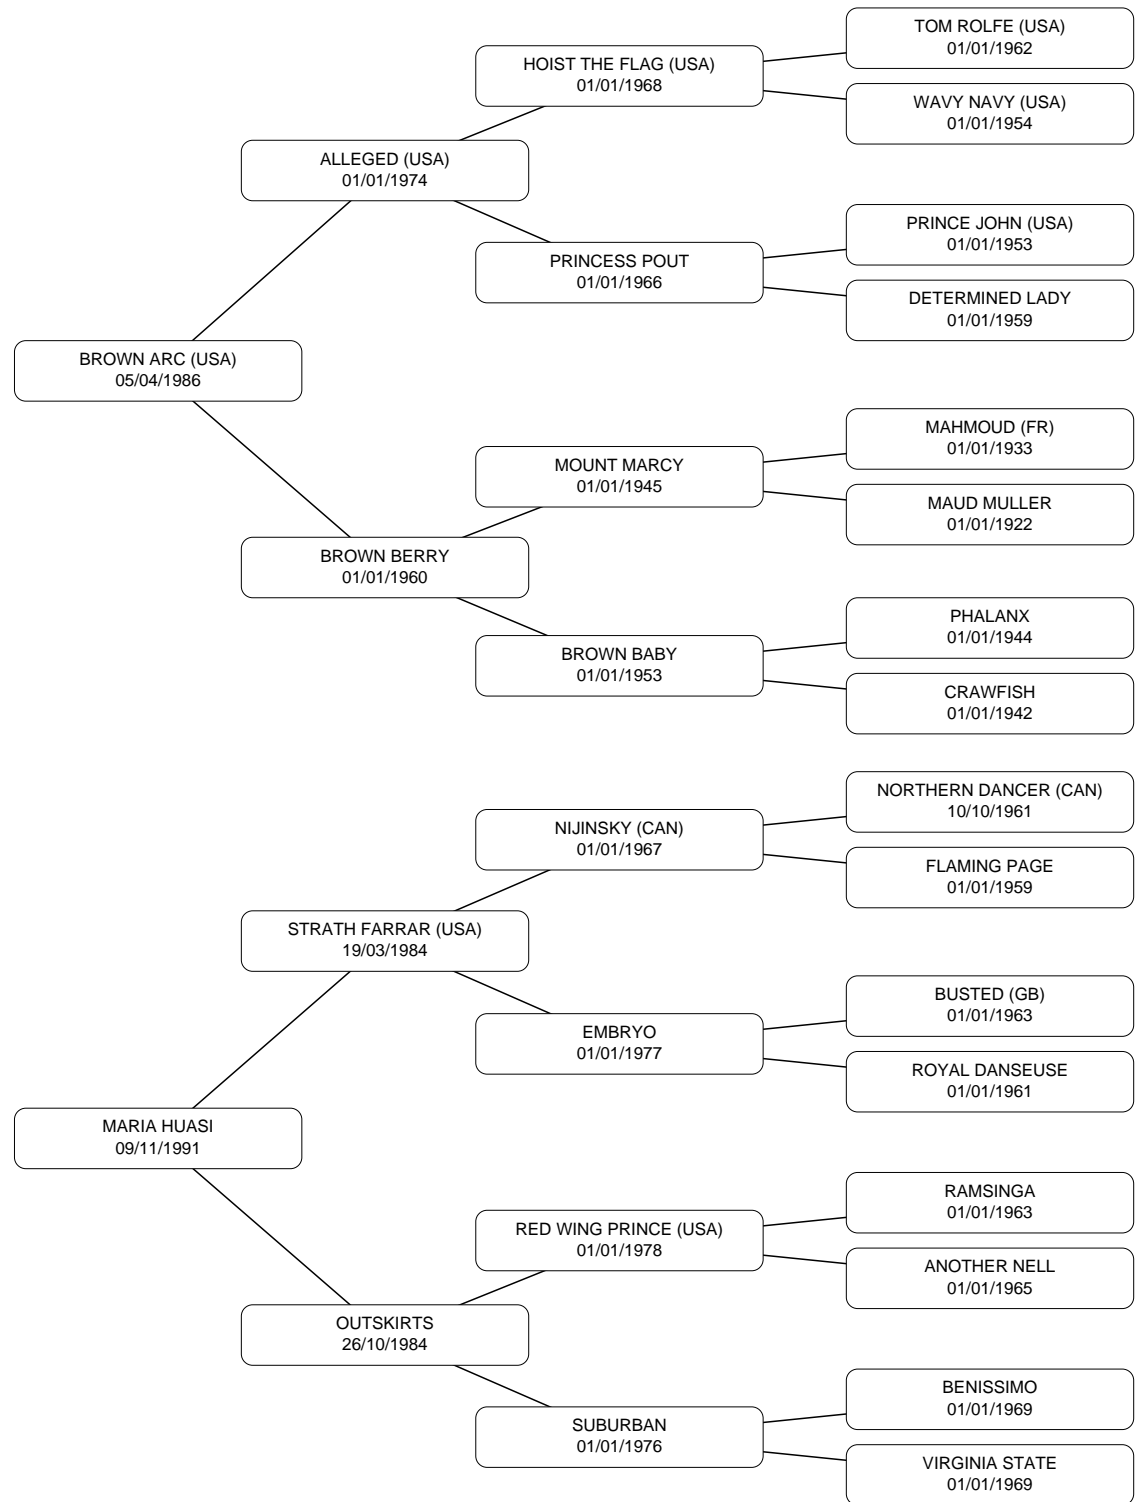 TOM ROLFE (USA)
01/01/1962
HOIST THE FLAG (USA)
01/01/1968
WAVY NAVY (USA)
01/01/1954
ALLEGED (USA)
01/01/1974
PRINCE JOHN (USA)
01/01/1953
PRINCESS POUT
01/01/1966
DETERMINED LADY
01/01/1959
BROWN ARC (USA)
05/04/1986
MAHMOUD (FR)
01/01/1933
MOUNT MARCY
01/01/1945
MAUD MULLER
01/01/1922
BROWN BERRY
01/01/1960
PHALANX
01/01/1944
BROWN BABY
01/01/1953
CRAWFISH
01/01/1942
NORTHERN DANCER (CAN)
10/10/1961
NIJINSKY (CAN)
01/01/1967
FLAMING PAGE
01/01/1959
STRATH FARRAR (USA)
19/03/1984
BUSTED (GB)
01/01/1963
EMBRYO
01/01/1977
ROYAL DANSEUSE
01/01/1961
MARIA HUASI
09/11/1991
RAMSINGA
01/01/1963
RED WING PRINCE (USA)
01/01/1978
ANOTHER NELL
01/01/1965
OUTSKIRTS
26/10/1984
BENISSIMO
01/01/1969
SUBURBAN
01/01/1976
VIRGINIA STATE
01/01/1969